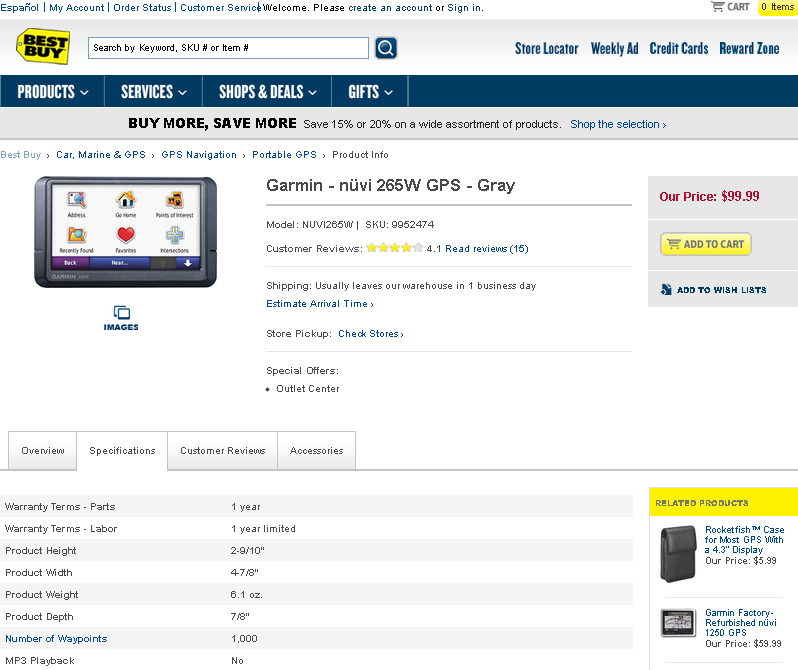 Español | My Account | Order Status | Customer Service Welcome. Please create an account or Sign in.
CART 0 Items
BEST BUY
Search by Keyword, SKU # or Item #
Store Locator Weekly Ad Credit Cards Reward Zone
PRODUCTS SERVICES SHOPS & DEALS GIFTS
BUY MORE, SAVE MORE Save 15% or 20% on a wide assortment of products. Shop the selection ›
Best Buy › Car, Marine & GPS › GPS Navigation › Portable GPS › Product Info
Address Go Home Points of Interest
Recently Found Favorites Intersections
Back Near...
GARMIN nüvi
IMAGES
Garmin - nüvi 265W GPS - Gray
Model: NUVI265W | SKU: 9952474
Customer Reviews: 4.1 Read reviews (15)
Shipping: Usually leaves our warehouse in 1 business day
Estimate Arrival Time ›
Store Pickup: Check Stores ›
Special Offers:
• Outlet Center
Our Price: $99.99
ADD TO CART
ADD TO WISH LISTS
Overview Specifications Customer Reviews Accessories
Warranty Terms - Parts 1 year
Warranty Terms - Labor 1 year limited
Product Height 2-9/10"
Product Width 4-7/8"
Product Weight 6.1 oz.
Product Depth 7/8"
Number of Waypoints 1,000
MP3 Playback No
RELATED PRODUCTS
Rocketfish™ Case
for Most GPS With
a 4.3" Display
Our Price: $5.99
Garmin Factory-
Refurbished nüvi
1250 GPS
Our Price: $59.99